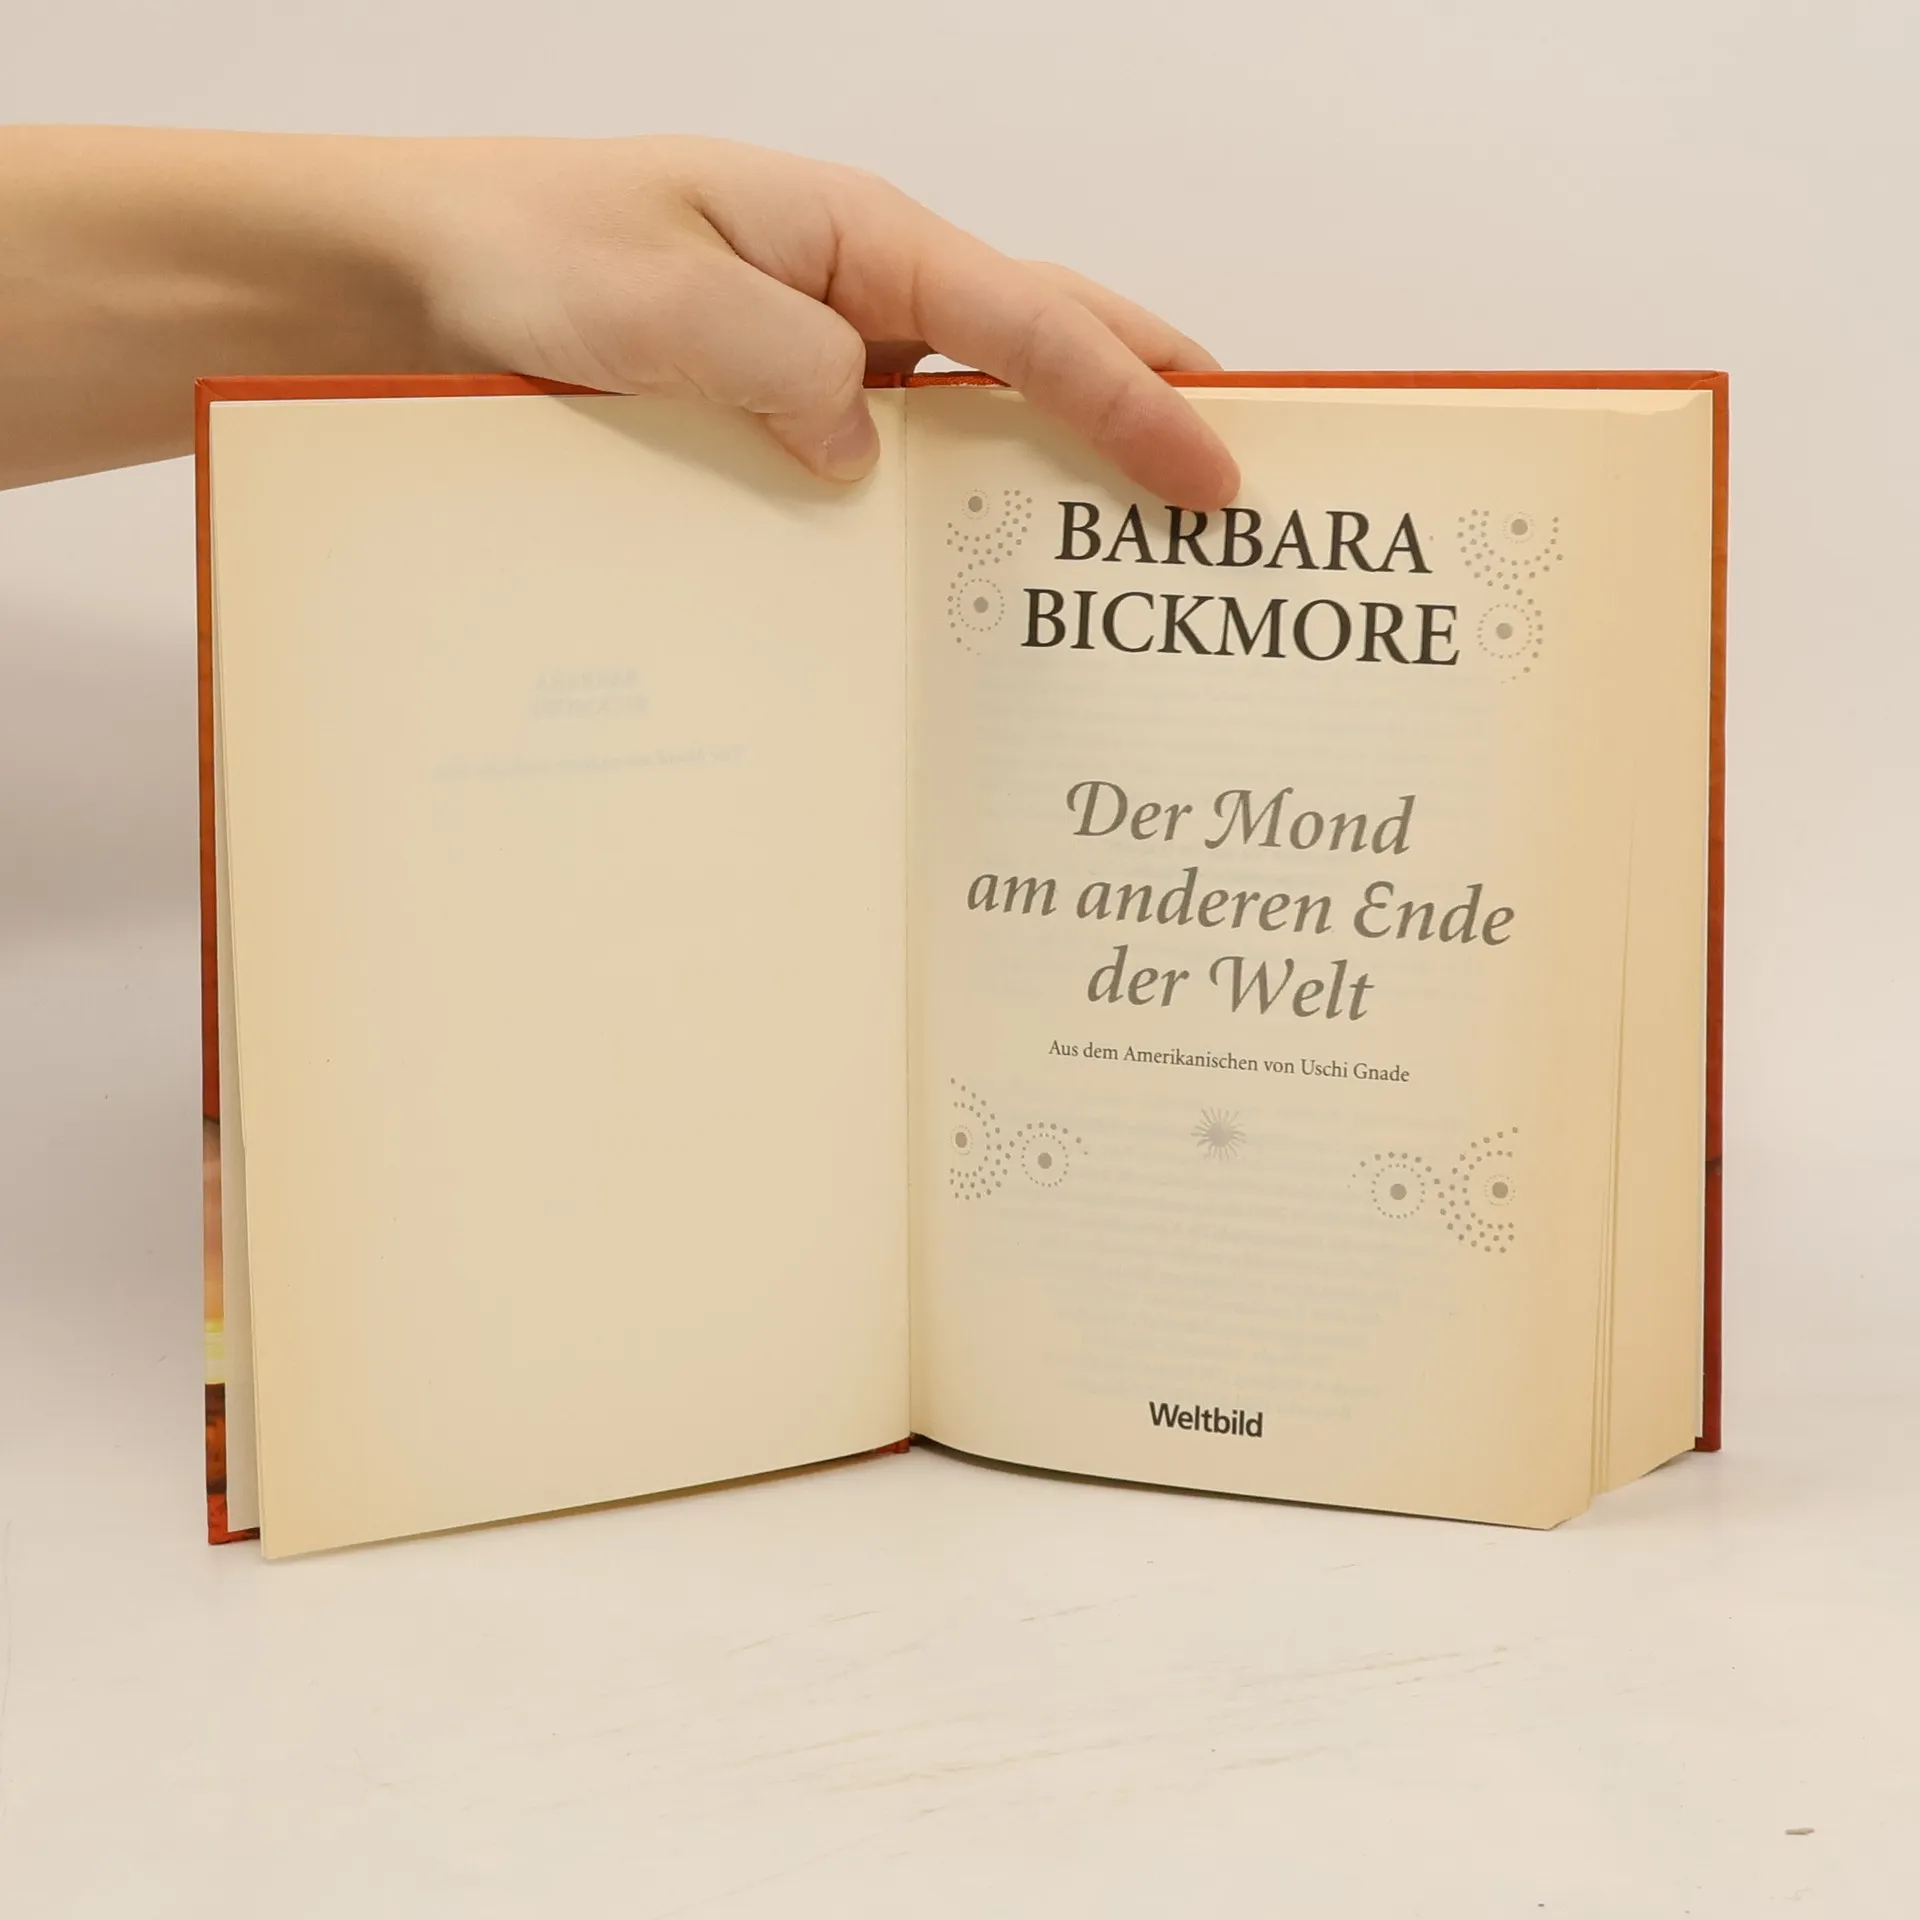 BARBARA
BICKMORE
Der Mond
am anderen Ende
der Welt
Aus dem Amerikanischen von Uschi Gnade
Weltbild